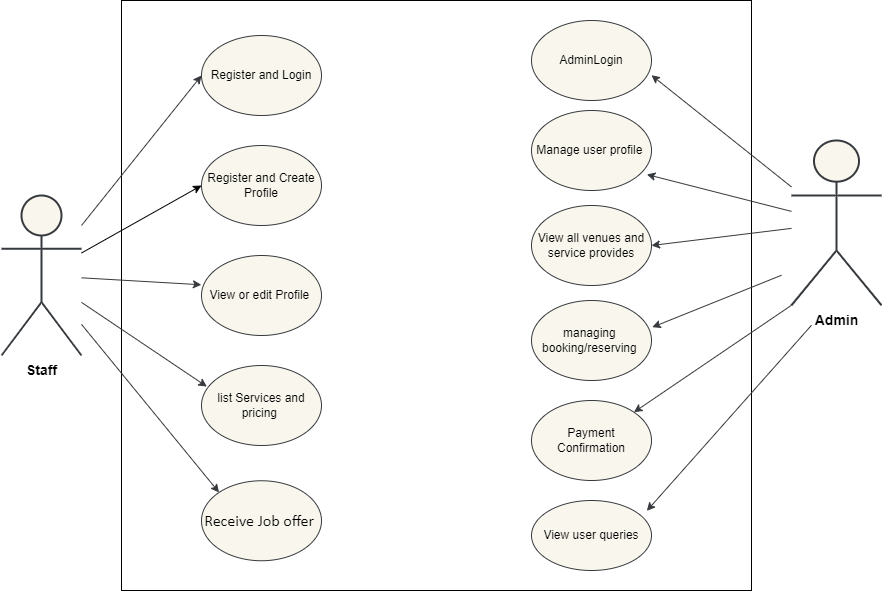 Register and Login
Register and Create
Profile
View or edit Profile
list Services and
pricing
Receive Job offer
Staff
AdminLogin
Manage user profile
View all venues and
service provides
managing
booking/reserving
Payment
Confirmation
View user queries
Admin